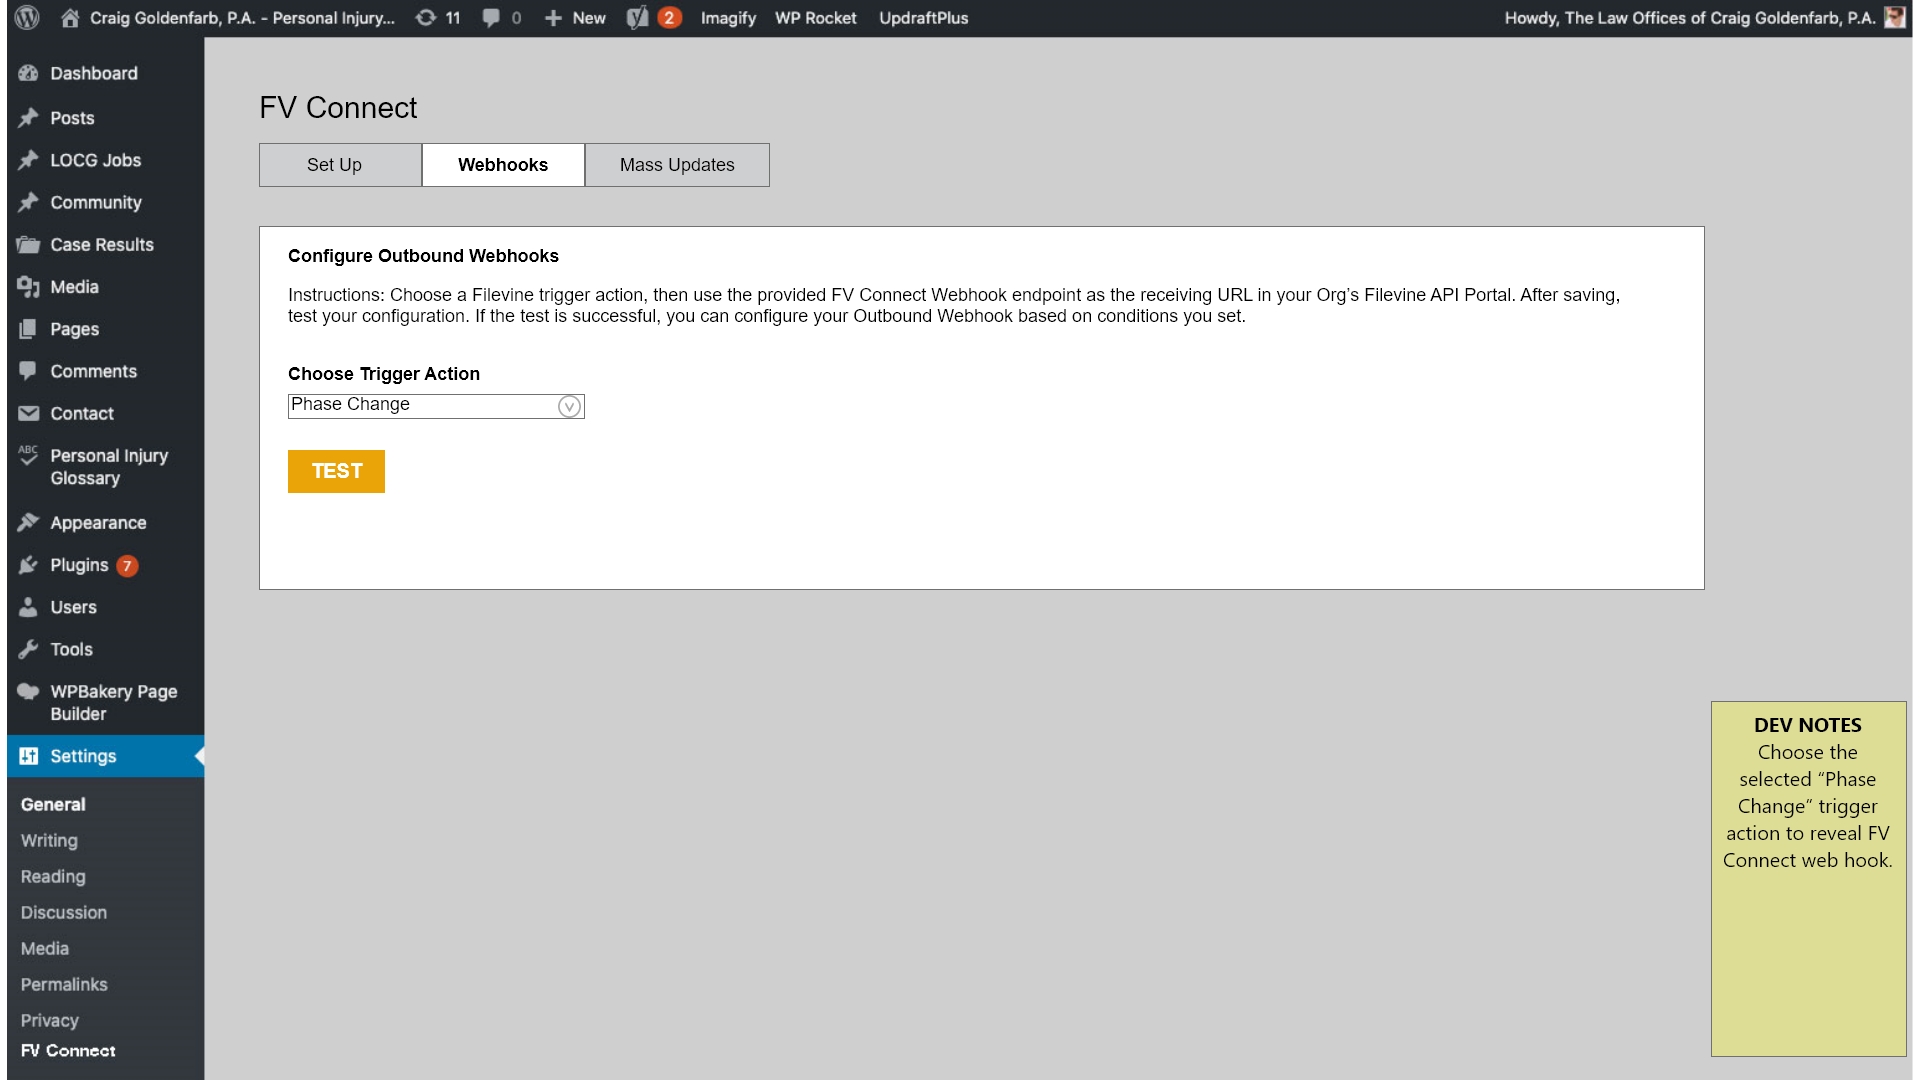 Craig Goldenfarb, P.A. - Personal Injury... 11 0 New 2 Imagify WP Rocket UpdraftPlus Howdy, The Law Offices of Craig Goldenfarb, P.A.
Dashboard
Posts
LOCG Jobs
Community
Case Results
Media
Pages
Comments
Contact
ABC
Personal Injury
Glossary
Appearance
Plugins 7
Users
Tools
WPBakery Page
Builder
Settings
General
Writing
Reading
Discussion
Media
Permalinks
Privacy
FV Connect
FV Connect
Set Up Webhooks Mass Updates
Configure Outbound Webhooks
Instructions: Choose a Filevine trigger action, then use the provided FV Connect Webhook endpoint as the receiving URL in your Org’s Filevine API Portal. After saving,
test your configuration. If the test is successful, you can configure your Outbound Webhook based on conditions you set.
Choose Trigger Action
Phase Change V
TEST
DEV NOTES
Choose the
selected “Phase
Change” trigger
action to reveal FV
Connect web hook.